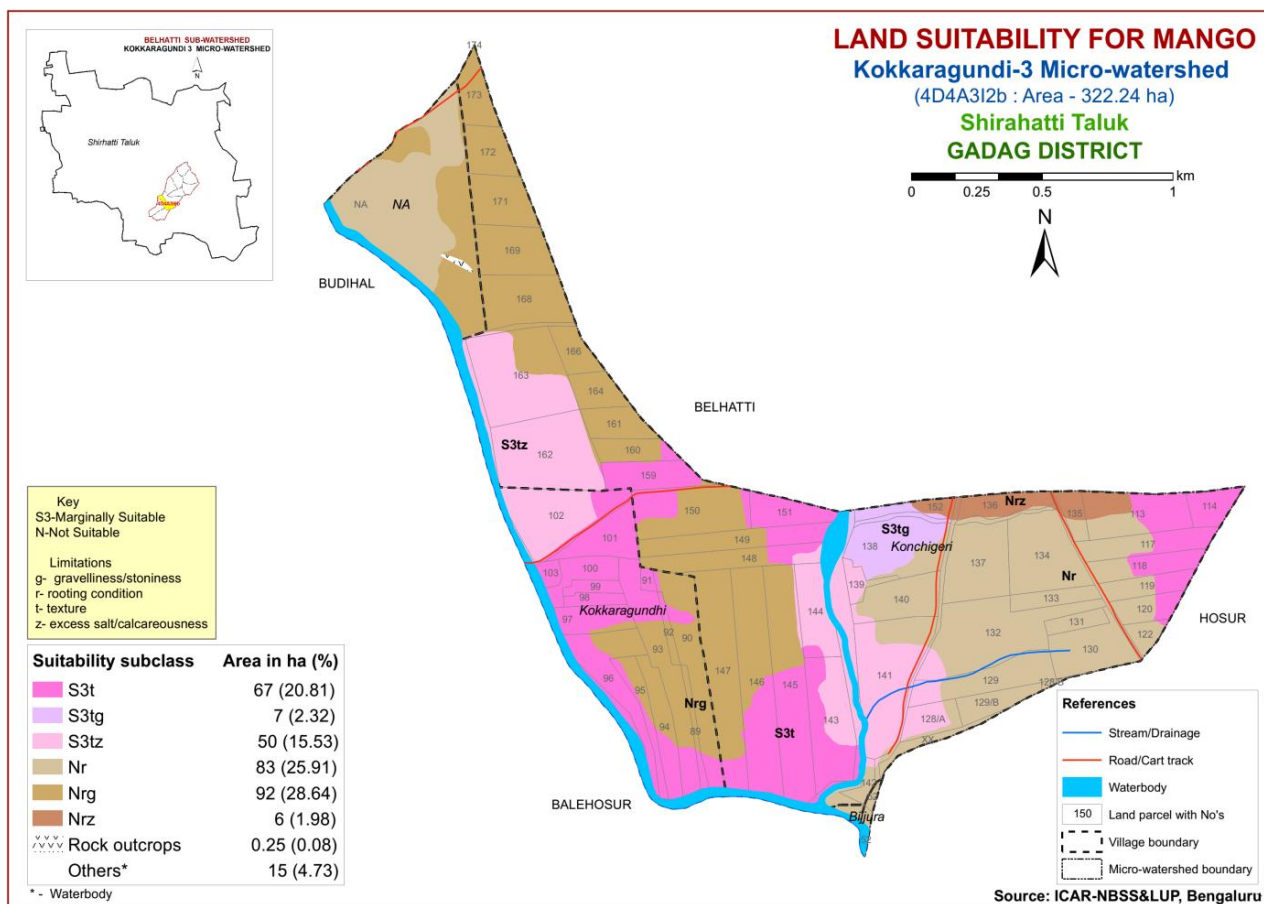 LAND SUITABILITY FOR MANGO
Kokkaragundi-3 Micro-watershed
(4D4A3I2b : Area - 322.24 ha)
Shirahatti Taluk
GADAG DISTRICT
0 0.25 0.5 1
km
N
BELHATTI SUB-WATERSHED
KOKKARAGUNDI 3 MICRO-WATERSHED
N
Shirhatti Taluk
174
173
172
171
NA
NA
169
168
BUDIHAL
166
163
164
161
BELHATTI
S3tz
162
160
159
102
150
151
152
136
Nrz
135
113
114
S3tg
138
Konchigeri
101
149
148
137
134
117
118
Nr
103
100
99
98
97
91
Kokkaragundhi
139
140
144
133
119
120
131
122
HOSUR
92
90
93
132
130
96
95
147
146
145
141
129
128/B
129/B
Nrg
94
89
S3t
143
128/A
XX
142
BALEHOSUR
Bijjura
62
Key
S3-Marginally Suitable
N-Not Suitable
Limitations
g- gravelliness/stoniness
r- rooting condition
t- texture
z- excess salt/calcareousness
Suitability subclass Area in ha (%)
S3t 67 (20.81)
S3tg 7 (2.32)
S3tz 50 (15.53)
Nr 83 (25.91)
Nrg 92 (28.64)
Nrz 6 (1.98)
Rock outcrops 0.25 (0.08)
Others* 15 (4.73)
* - Waterbody
References
Stream/Drainage
Road/Cart track
Waterbody
150 Land parcel with No's
Village boundary
Micro-watershed boundary
Source: ICAR-NBSS&LUP, Bengaluru